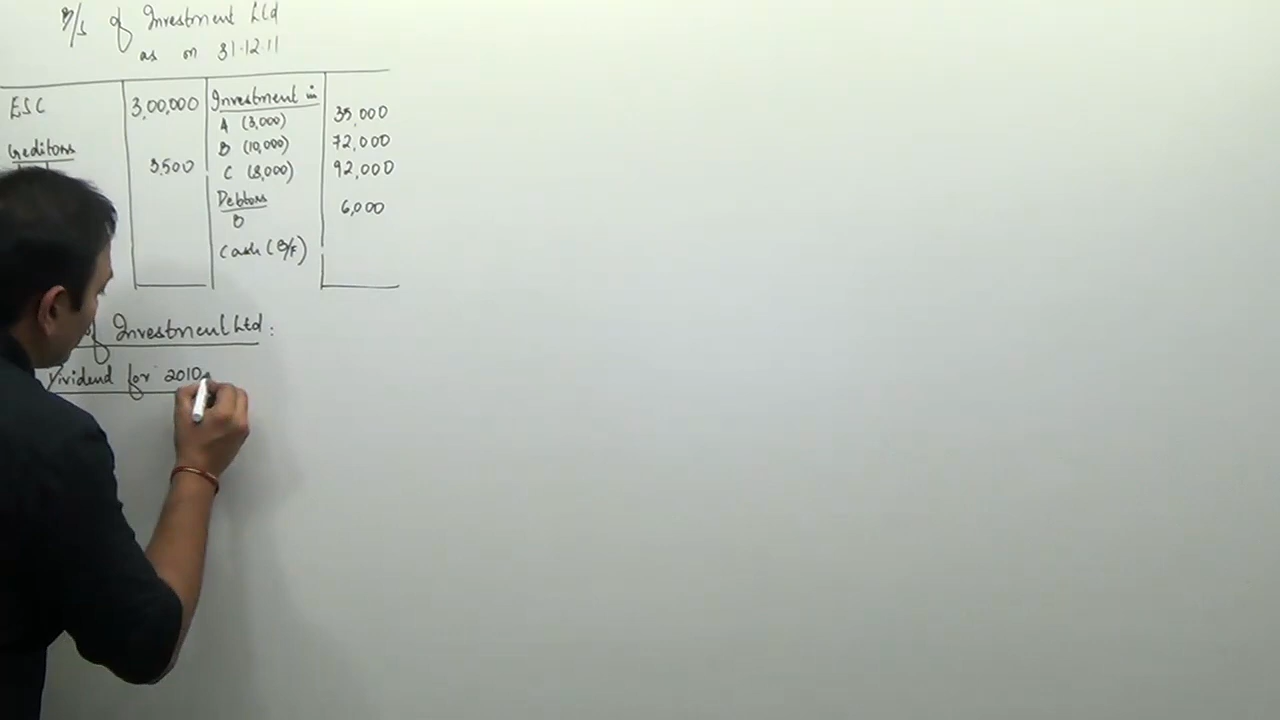 B/S of Investment Ltd
as on 31.12.11
ESC 3,00,000 Investment in
A (3,000) 35,000
B (10,000) 72,000
Creditors
3,500 C (8,000) 92,000
Debtors
B 6,000
Cash (B/F)
of Investment Ltd :
Dividend for 2010